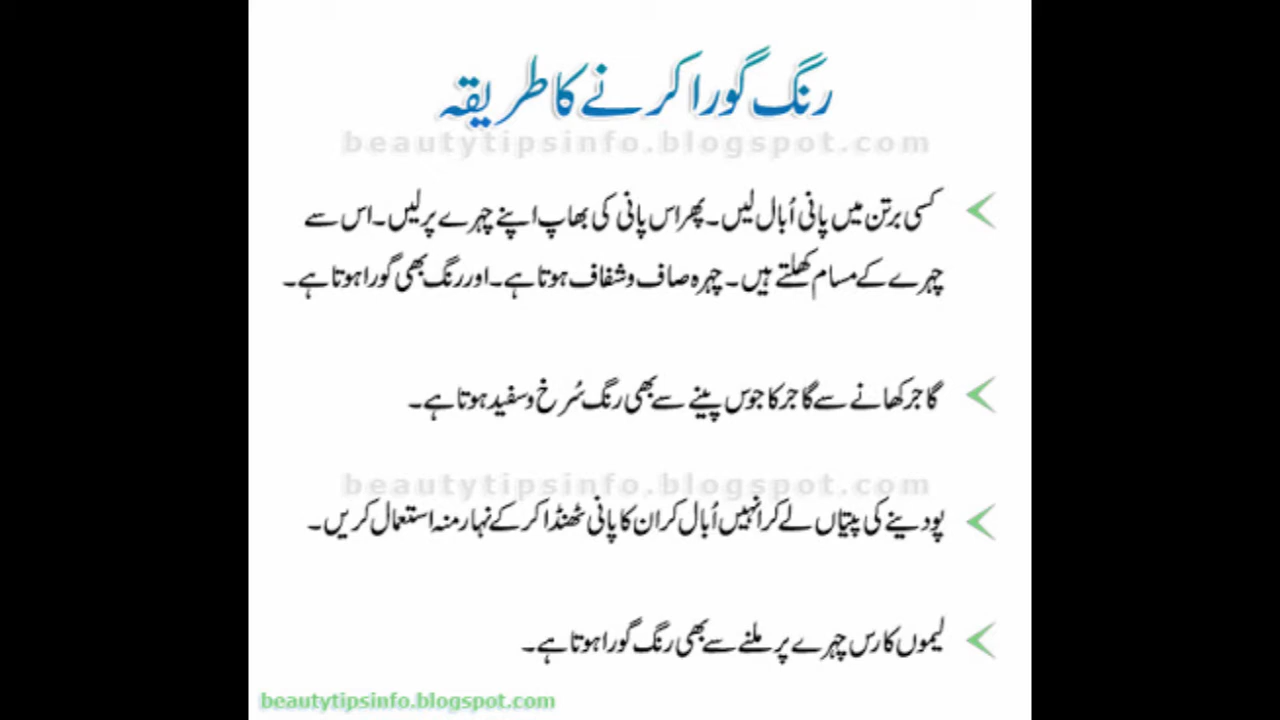 رنگ گورا کرنے کا طریقہ
beautytipsinfo.blogspot.com
کسی برتن میں پانی اُبال لیں۔ پھر اس پانی کی بھاپ اپنے چہرے پر لیں۔ اس سے
چہرے کے مسام کھلتے ہیں۔ چہرہ صاف و شفاف ہوتا ہے۔ اور رنگ بھی گورا ہوتا ہے۔
گاجر کھانے سے گاجر کا جوس پینے سے بھی رنگ سُرخ و سفید ہوتا ہے۔
beautytipsinfo.blogspot.com
پودینے کی پتیاں لے کر انہیں اُبال کر ان کا پانی ٹھنڈا کر کے نہار منہ استعمال کریں۔
لیموں کا رس چہرے پر ملنے سے بھی رنگ گورا ہوتا ہے۔
beautytipsinfo.blogspot.com